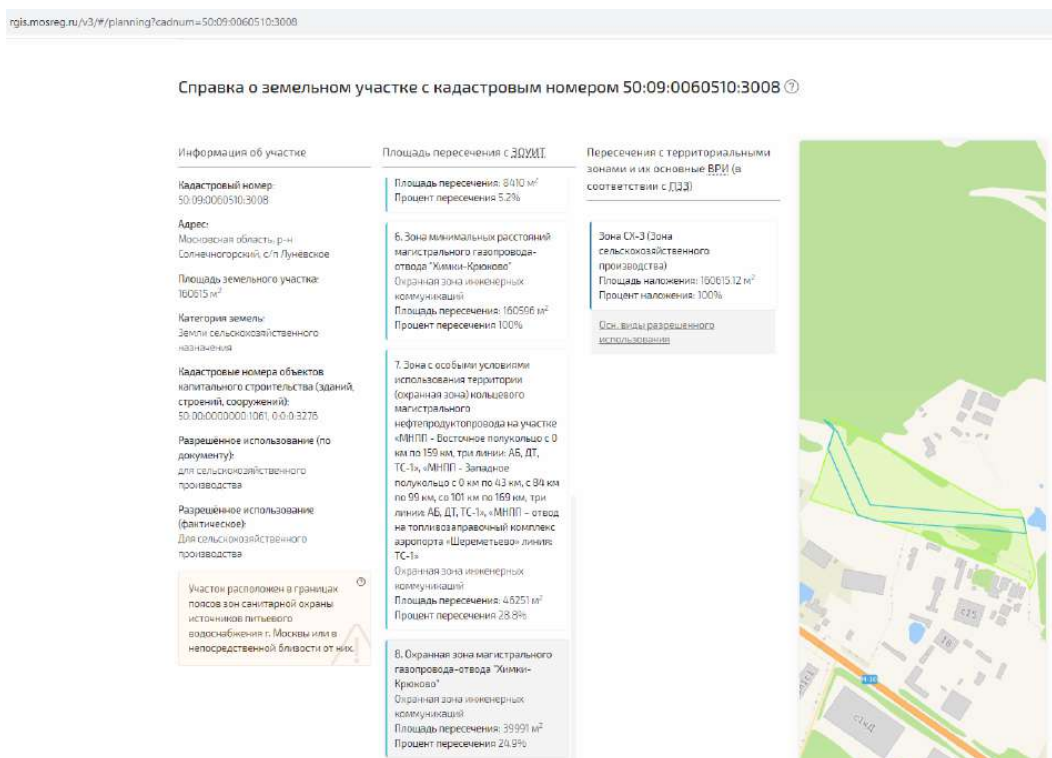 rgis.mosreg.ru/v3/#/planning?cadnum=50:09:0060510:3008
Справка о земельном участке с кадастровым номером 50:09:0060510:3008 ?
Информация об участке
Кадастровый номер:
50:09:0060510:3008
Адрес:
Московская область, р-н
Солнечногорский, с/п Луневское
Площадь земельного участка:
160615 м²
Категория земель:
Земли сельскохозяйственного
назначения
Кадастровые номера объектов
капитального строительства (зданий,
строений, сооружений):
50:00:0000000:1061, 0:0:0:3276
Разрешённое использование (по
документу):
для сельскохозяйственного
производства
Разрешённое использование
(фактическое):
Для сельскохозяйственного
производства
Участок расположен в границах
поясов зон санитарной охраны
источников питьевого
водоснабжения г. Москвы или в
непосредственной близости от них.
?
Площадь пересечения с ЗОУИТ
Площадь пересечения: 8410 м²
Процент пересечения 5.2%
6. Зона минимальных расстояний
магистрального газопровода-
отвода "Химки-Крюково"
Охранная зона инженерных
коммуникаций
Площадь пересечения: 160596 м²
Процент пересечения 100%
7. Зона с особыми условиями
использования территории
(охранная зона) кольцевого
магистрального
нефтепродуктопровода на участке
«МНПП - Восточное полукольцо с 0
км по 159 км, три линии: АБ, ДТ,
ТС-1», «МНПП - Западное
полукольцо с 0 км по 43 км, с 84 км
по 99 км, со 101 км по 169 км, три
линии: АБ, ДТ, ТС-1», «МНПП – отвод
на топливозаправочный комплекс
аэропорта «Шереметьево» линия:
ТС-1»
Охранная зона инженерных
коммуникаций
Площадь пересечения: 46251 м²
Процент пересечения 28.8%
8. Охранная зона магистрального
газопровода-отвода "Химки-
Крюково"
Охранная зона инженерных
коммуникаций
Площадь пересечения: 39991 м²
Процент пересечения 24.9%
Пересечения с территориальными
зонами и их основные ВРИ (в
соответствии с ПЗЗ)
Зона СХ-3 (Зона
сельскохозяйственного
производства)
Площадь наложения: 160615.12 м²
Процент наложения: 100%
Осн. виды разрешенного
использования
с15
16